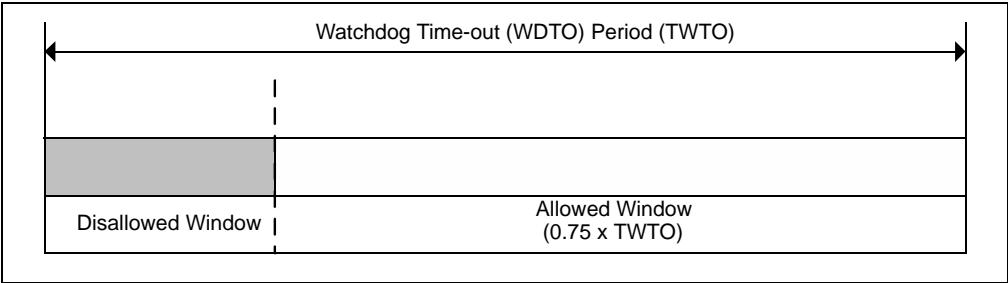 Watchdog Time-out (WDTO) Period (TWTO)
Disallowed Window
Allowed Window
(0.75 x TWTO)